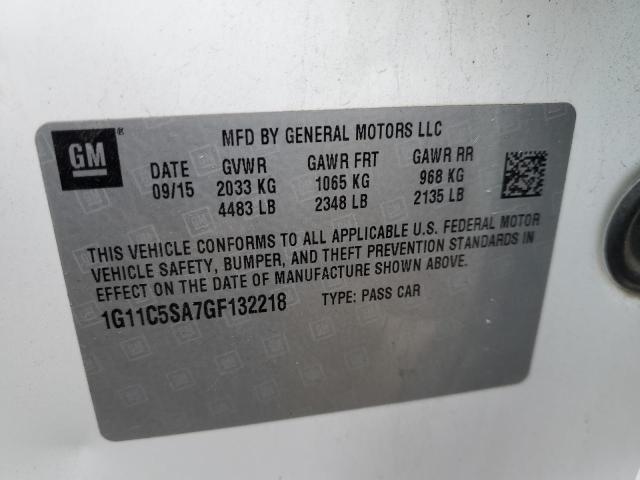 GM®
MFD BY GENERAL MOTORS LLC
DATE GVWR GAWR FRT GAWR RR
09/15 2033 KG 1065 KG 968 KG
4483 LB 2348 LB 2135 LB
THIS VEHICLE CONFORMS TO ALL APPLICABLE U.S. FEDERAL MOTOR
VEHICLE SAFETY, BUMPER, AND THEFT PREVENTION STANDARDS IN
EFFECT ON THE DATE OF MANUFACTURE SHOWN ABOVE.
1G11C5SA7GF132218 TYPE: PASS CAR